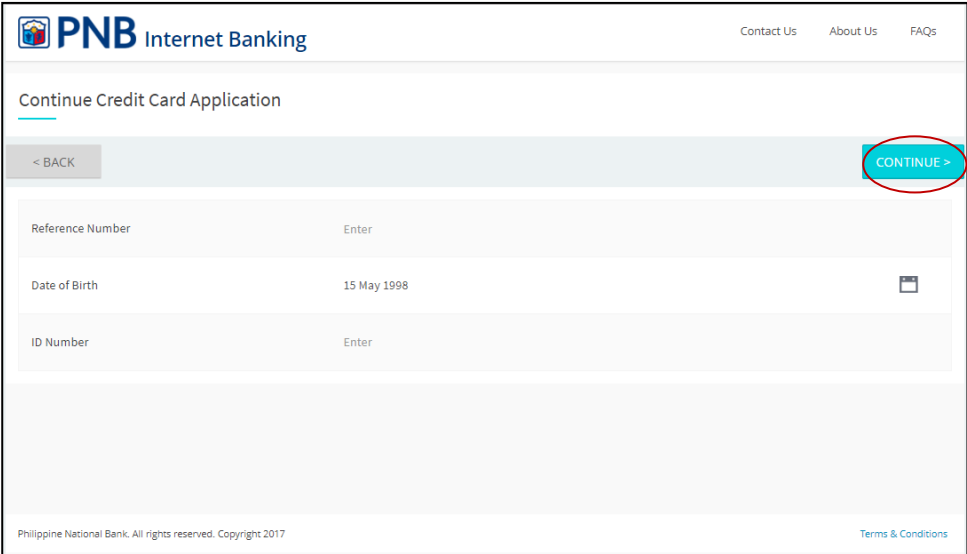 PNB Internet Banking Contact Us About Us FAQs
Continue Credit Card Application
< BACK CONTINUE >
Reference Number Enter
Date of Birth 15 May 1998
ID Number Enter
Philippine National Bank. All rights reserved. Copyright 2017 Terms & Conditions